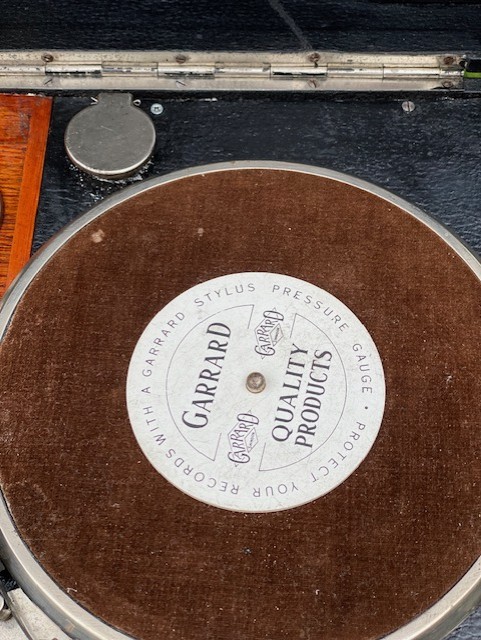 PROTECT YOUR RECORDS WITH A GARRARD STYLUS PRESSURE GAUGE •
GARRARD
GARRARD
QUALITY
PRODUCTS
GARRARD